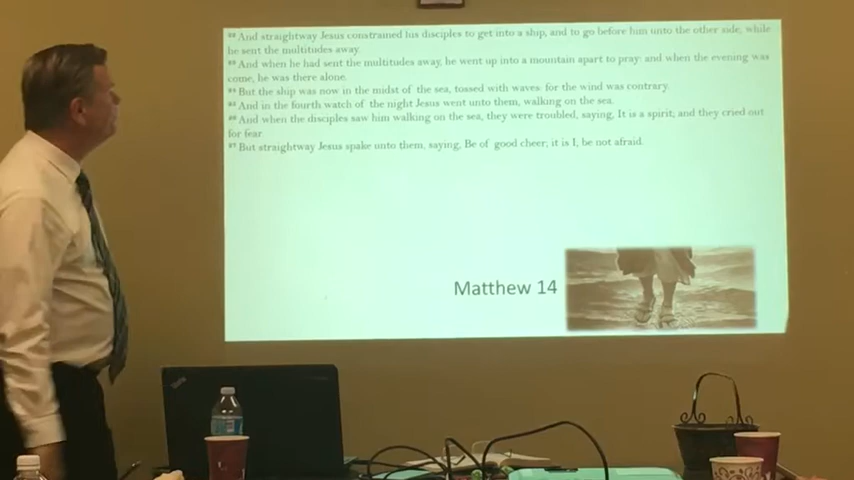 22 And straightway Jesus constrained his disciples to get into a ship, and to go before him unto the other side, while
he sent the multitudes away.
23 And when he had sent the multitudes away, he went up into a mountain apart to pray: and when the evening was
come, he was there alone.
24 But the ship was now in the midst of the sea, tossed with waves: for the wind was contrary.
25 And in the fourth watch of the night Jesus went unto them, walking on the sea.
26 And when the disciples saw him walking on the sea, they were troubled, saying, It is a spirit; and they cried out
for fear.
27 But straightway Jesus spake unto them, saying, Be of good cheer; it is I; be not afraid.
Matthew 14